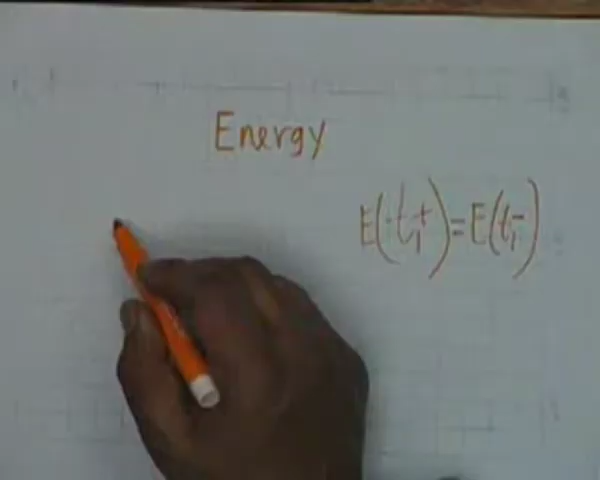 Energy
E(t₁⁺) = E(t₁⁻)